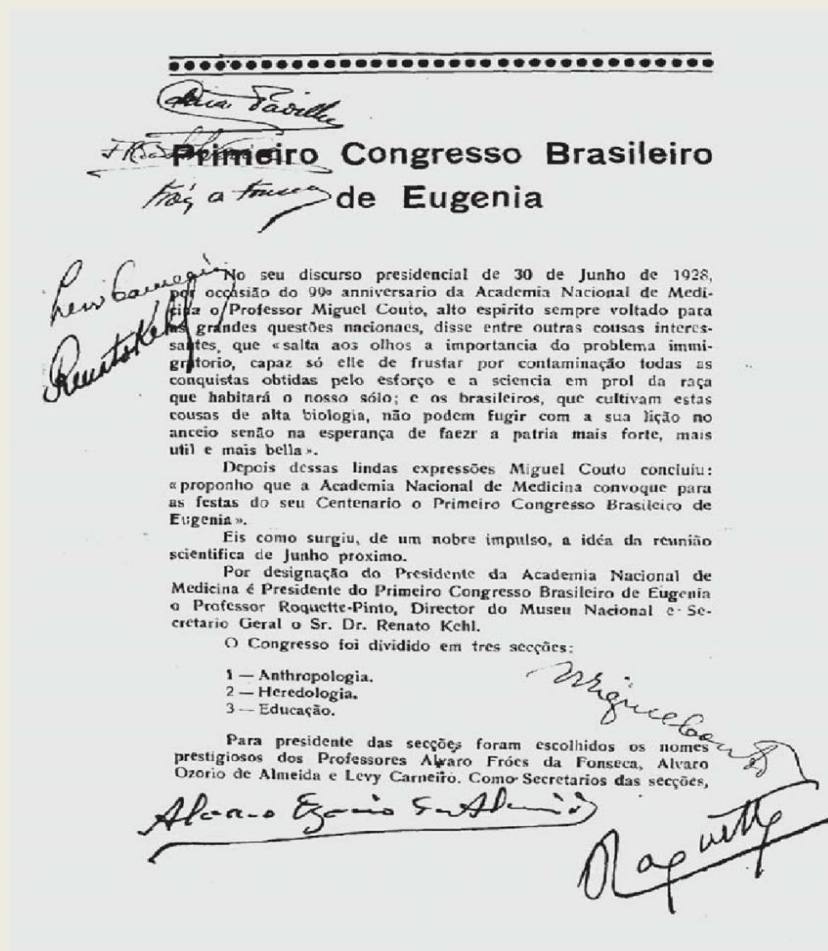 Primeiro Congresso Brasileiro
de Eugenia
Levi Carneiro
Renato Kehl
No seu discurso presidencial de 30 de Junho de 1928,
por occasião do 99º anniversario da Academia Nacional de Medi-
cina o Professor Miguel Couto, alto espirito sempre voltado para
as grandes questões nacionaes, disse entre outras cousas interes-
santes, que «salta aos olhos a importancia do problema immi-
gratorio, capaz só elle de frustar por contaminação todas as
conquistas obtidas pelo esforço e a sciencia em prol da raça
que habitará o nosso sólo; e os brasileiros, que cultivam estas
cousas de alta biologia, não podem fugir com a sua lição no
anceio senão na esperança de faezr a patria mais forte, mais
util e mais bella».
Depois dessas lindas expressões Miguel Couto concluiu:
«proponho que a Academia Nacional de Medicina convoque para
as festas do seu Centenario o Primeiro Congresso Brasileiro de
Eugenia».
Eis como surgiu, de um nobre impulso, a idéa da reunião
scientifica de Junho proximo.
Por designação do Presidente da Academia Nacional de
Medicina é Presidente do Primeiro Congresso Brasileiro de Eugenia
o Professor Roquette-Pinto, Director do Museu Nacional e Se-
cretario Geral o Sr. Dr. Renato Kehl.
O Congresso foi dividido em tres secções:
1 — Anthropologia.
2 — Heredologia.
3 — Educação.
Miguel Couto
Para presidente das secções foram escolhidos os nomes
prestigiosos dos Professores Alvaro Fróes da Fonseca, Alvaro
Ozorio de Almeida e Levy Carneiro. Como Secretarios das secções,
Alvaro Ozorio de Almeida
Roquette